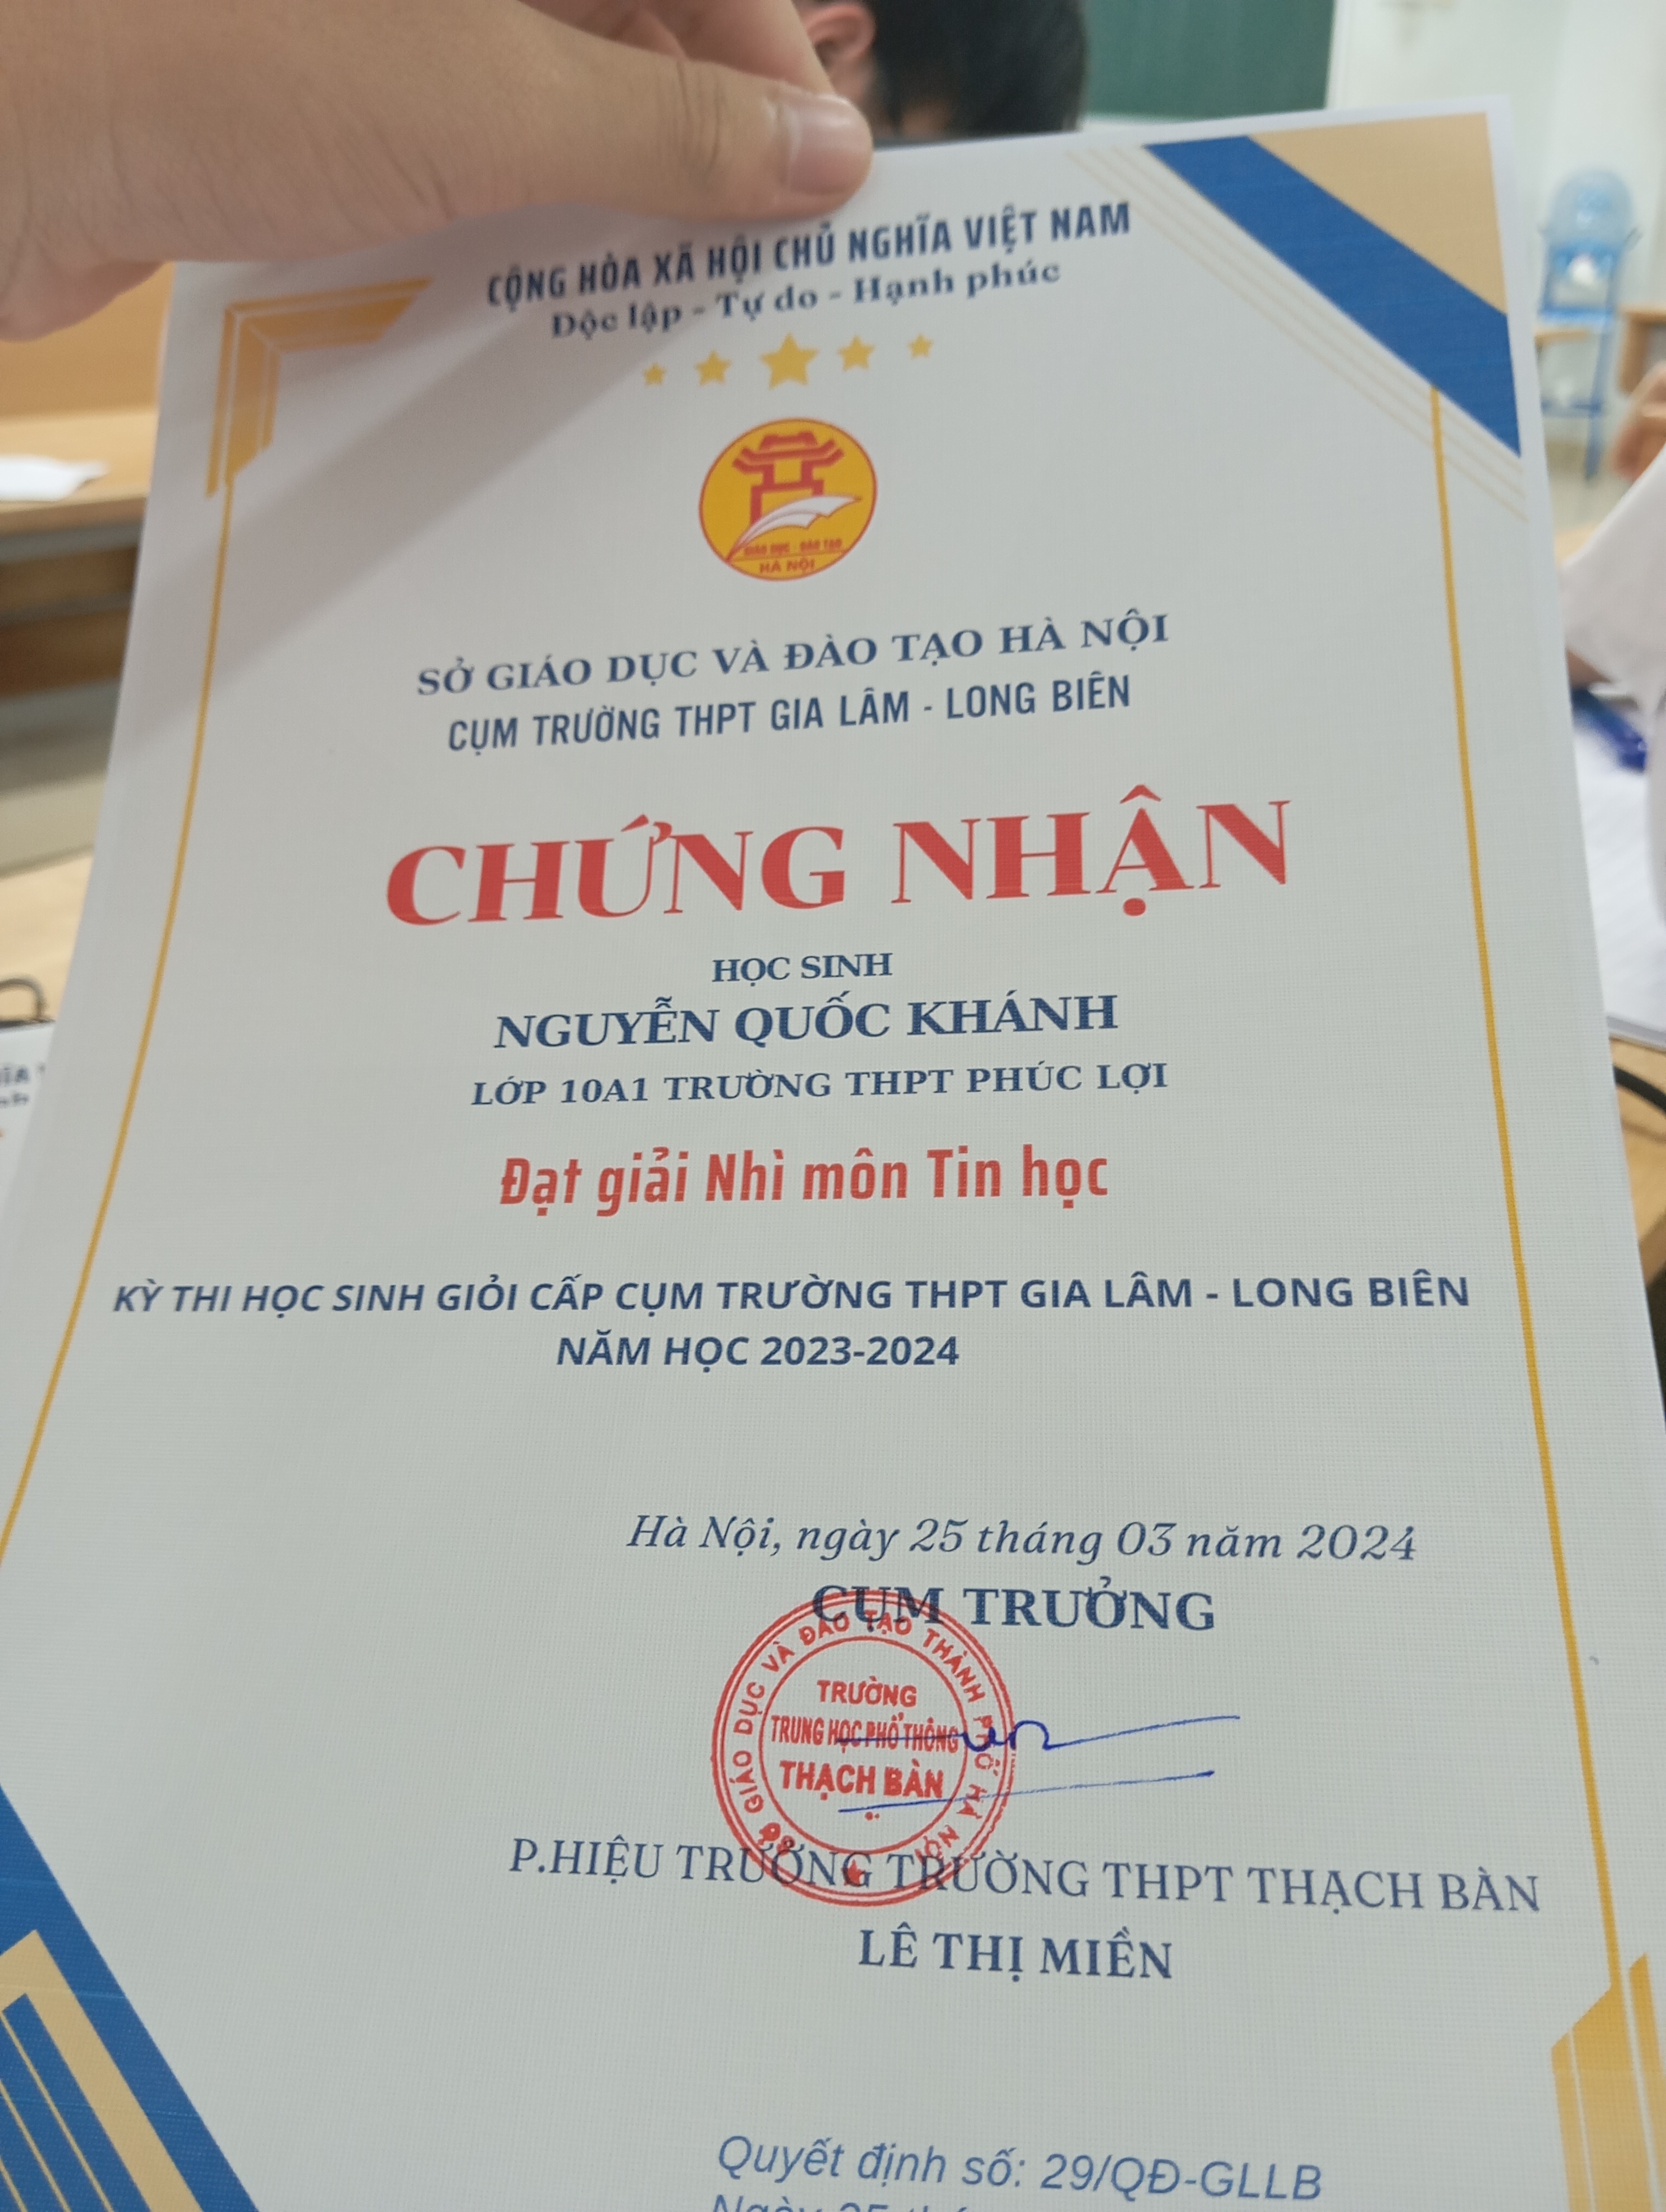 CỘNG HÒA XÃ HỘI CHỦ NGHĨA VIỆT NAM
Độc lập - Tự do - Hạnh phúc
GIÁO DỤC - ĐÀO TẠO
HÀ NỘI
SỞ GIÁO DỤC VÀ ĐÀO TẠO HÀ NỘI
CỤM TRƯỜNG THPT GIA LÂM - LONG BIÊN
CHỨNG NHẬN
HỌC SINH
NGUYỄN QUỐC KHÁNH
LỚP 10A1 TRƯỜNG THPT PHÚC LỢI
Đạt giải Nhì môn Tin học
KỲ THI HỌC SINH GIỎI CẤP CỤM TRƯỜNG THPT GIA LÂM - LONG BIÊN
NĂM HỌC 2023-2024
Hà Nội, ngày 25 tháng 03 năm 2024
CỤM TRƯỞNG
SỞ GIÁO DỤC VÀ ĐÀO TẠO THÀNH PHỐ HÀ NỘI
TRƯỜNG
TRUNG HỌC PHỔ THÔNG
THẠCH BÀN
P.HIỆU TRƯỞNG TRƯỜNG THPT THẠCH BÀN
LÊ THỊ MIỀN
Quyết định số: 29/QĐ-GLLB